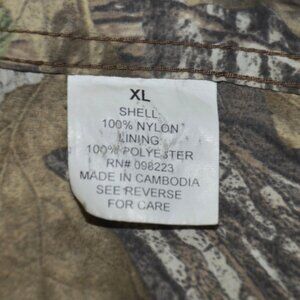 XL
SHELL
100% NYLON
LINING
100% POLYESTER
RN# 098223
MADE IN CAMBODIA
SEE REVERSE
FOR CARE